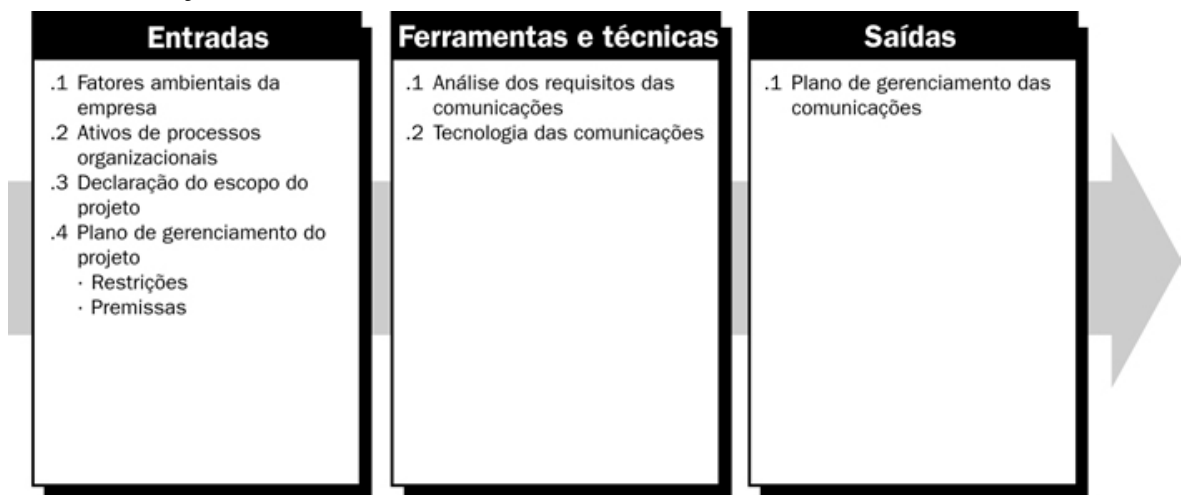 Entradas
.1 Fatores ambientais da
empresa
.2 Ativos de processos
organizacionais
.3 Declaração do escopo do
projeto
.4 Plano de gerenciamento do
projeto
· Restrições
· Premissas
Ferramentas e técnicas
.1 Análise dos requisitos das
comunicações
.2 Tecnologia das comunicações
Saídas
.1 Plano de gerenciamento das
comunicações